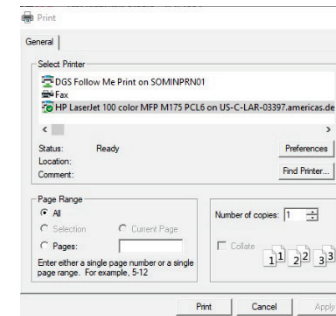 Print
General
Select Printer
DGS Follow Me Print on SOMINPRN01
Fax
HP LaserJet 100 color MFP M175 PCL6 on US-C-LAR-03397.americas.de
Status: Ready Preferences
Location:
Comment: Find Printer...
Page Range
All Number of copies: 1
Selection Current Page
Pages: Collate
Enter either a single page number or a single
page range. For example, 5-12
1 1 2 2 3 3
Print Cancel Apply